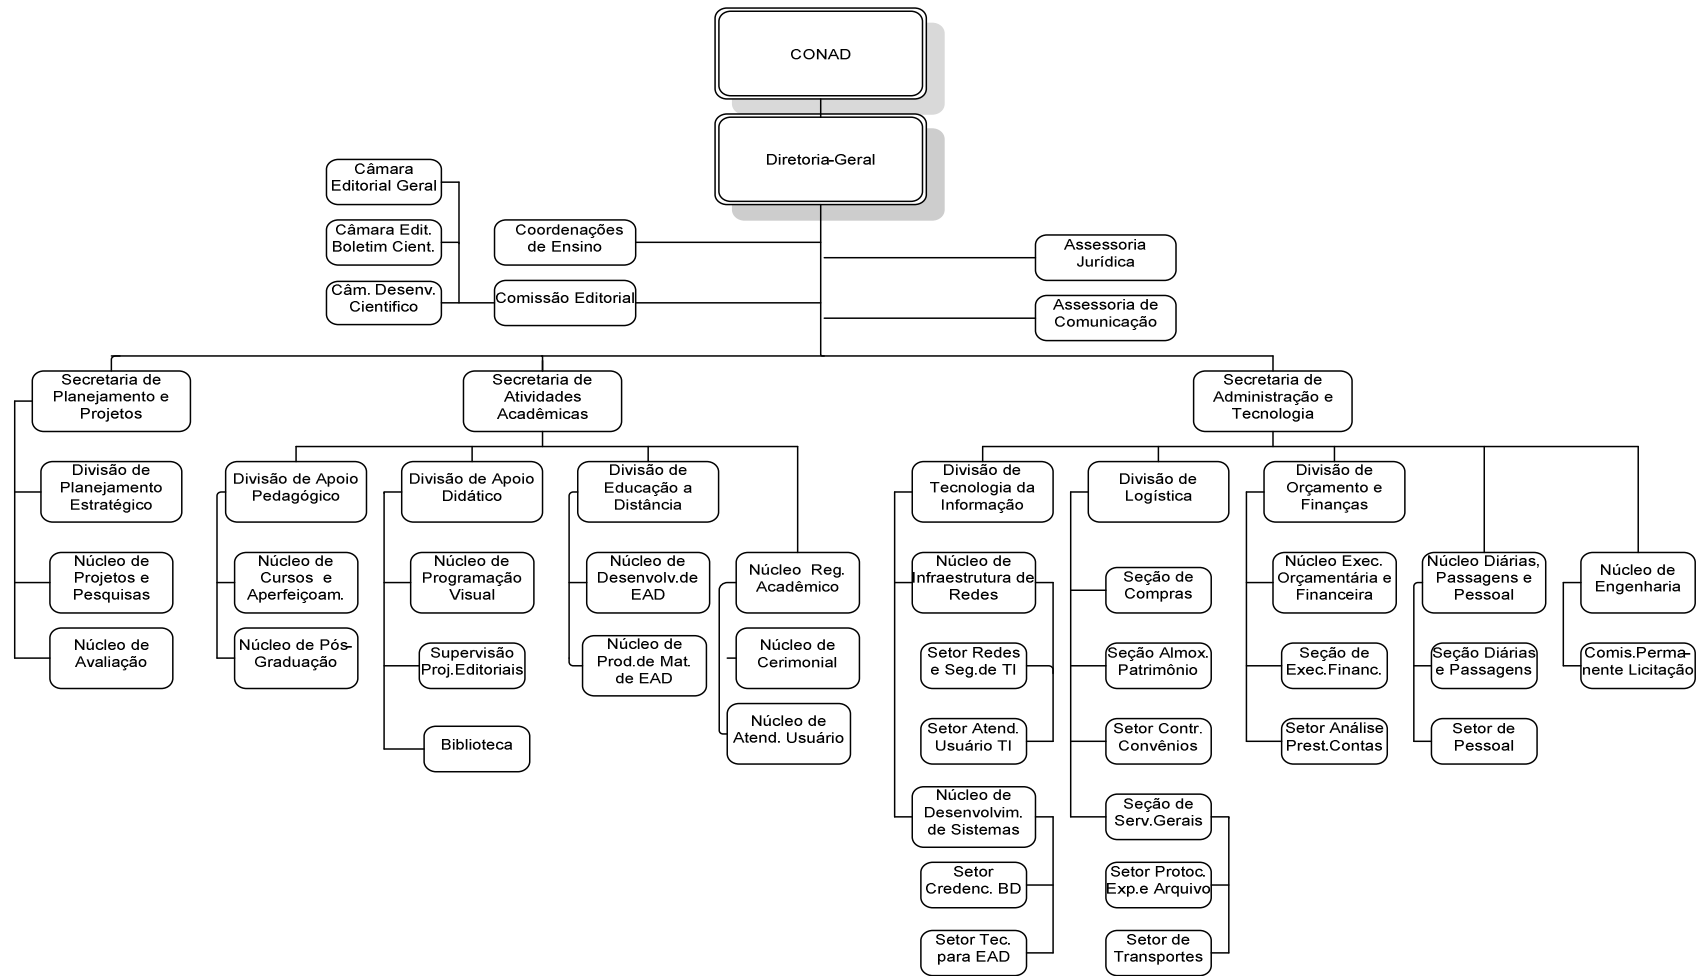 CONAD
Diretoria-Geral
Câmara
Editorial Geral
Câmara Edit.
Boletim Cient.
Câm. Desenv.
Cientifico
Coordenações
de Ensino
Comissão Editorial
Assessoria
Jurídica
Assessoria de
Comunicação
Secretaria de
Planejamento e
Projetos
Secretaria de
Atividades
Acadêmicas
Secretaria de
Administração e
Tecnologia
Divisão de
Planejamento
Estratégico
Núcleo de
Projetos e
Pesquisas
Núcleo de
Avaliação
Divisão de Apoio
Pedagógico
Núcleo de
Cursos e
Aperfeiçoam.
Núcleo de Pós-
Graduação
Divisão de Apoio
Didático
Núcleo de
Programação
Visual
Supervisão
Proj.Editoriais
Biblioteca
Divisão de
Educação a
Distância
Núcleo de
Desenvolv.de
EAD
Núcleo de
Prod.de Mat.
de EAD
Núcleo Reg.
Acadêmico
Núcleo de
Cerimonial
Núcleo de
Atend. Usuário
Divisão de
Tecnologia da
Informação
Núcleo de
Infraestrutura de
Redes
Setor Redes
e Seg.de TI
Setor Atend.
Usuário TI
Núcleo de
Desenvolvim.
de Sistemas
Setor
Credenc. BD
Setor Tec.
para EAD
Divisão de
Logística
Seção de
Compras
Seção Almox.
Patrimônio
Setor Contr.
Convênios
Seção de
Serv.Gerais
Setor Protoc.
Exp.e Arquivo
Setor de
Transportes
Divisão de
Orçamento e
Finanças
Núcleo Exec.
Orçamentária e
Financeira
Seção de
Exec.Financ.
Setor Análise
Prest.Contas
Núcleo Diárias,
Passagens e
Pessoal
Seção Diárias
e Passagens
Setor de
Pessoal
Núcleo de
Engenharia
Comis.Perma-
nente Licitação